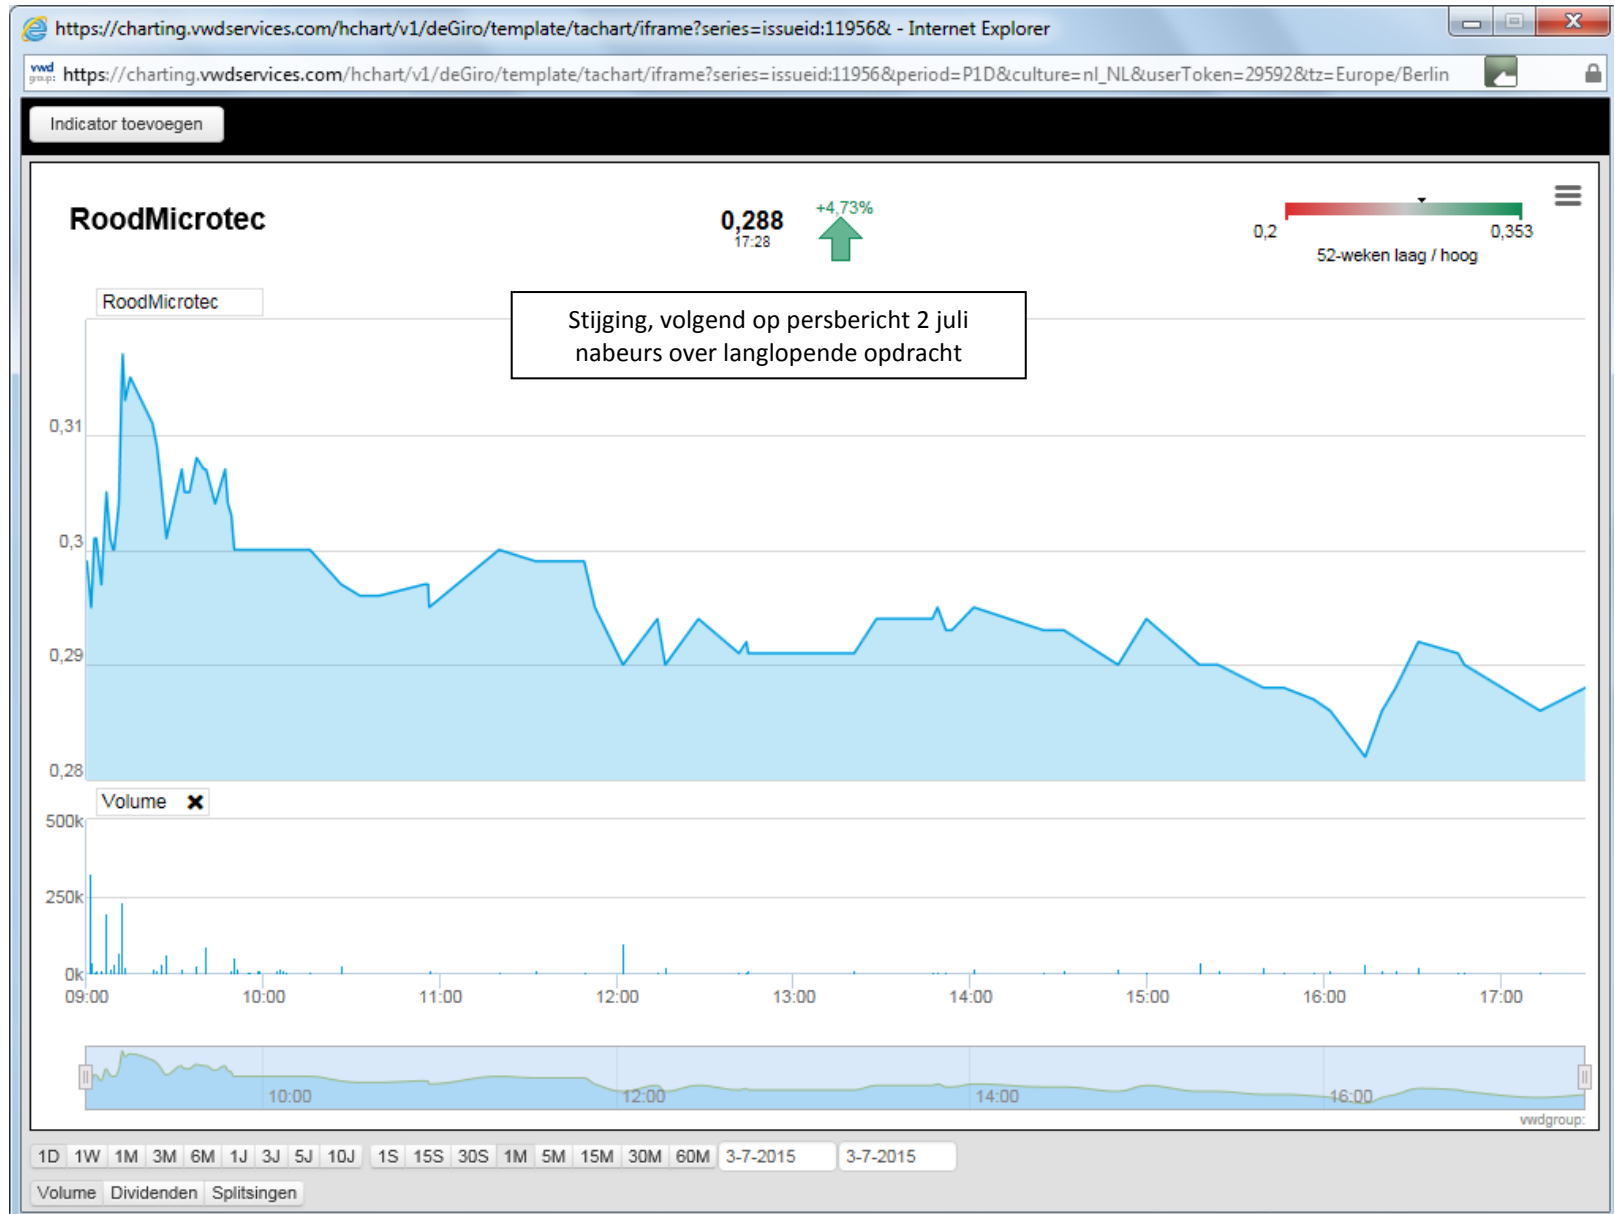 https://charting.vwdservices.com/hchart/v1/deGiro/template/tachart/iframe?series=issueid:11956& - Internet Explorer
vwd group: https://charting.vwdservices.com/hchart/v1/deGiro/template/tachart/iframe?series=issueid:11956&period=P1D&culture=nl_NL&userToken=29592&tz=Europe/Berlin
Indicator toevoegen
RoodMicrotec
0,288
17:28
+4,73%
0,2
0,353
52-weken laag / hoog
RoodMicrotec
Stijging, volgend op persbericht 2 juli
nabeurs over langlopende opdracht
0,31
0,3
0,29
0,28
Volume
500k
250k
0k
09:00 10:00 11:00 12:00 13:00 14:00 15:00 16:00 17:00
10:00 12:00 14:00 16:00
vwdgroup:
1D 1W 1M 3M 6M 1J 3J 5J 10J 1S 15S 30S 1M 5M 15M 30M 60M 3-7-2015 3-7-2015
Volume Dividenden Splitsingen